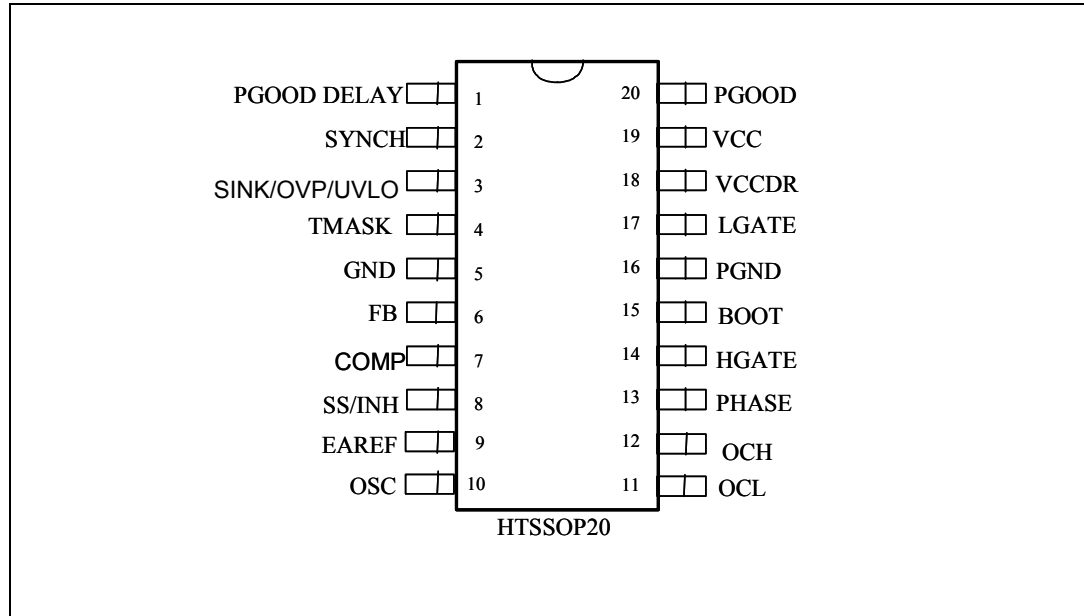 PGOOD DELAY 1 20 PGOOD
SYNCH 2 19 VCC
SINK/OVP/UVLO 3 18 VCCDR
TMASK 4 17 LGATE
GND 5 16 PGND
FB 6 15 BOOT
COMP 7 14 HGATE
SS/INH 8 13 PHASE
EAREF 9 12 OCH
OSC 10 11 OCL
HTSSOP20